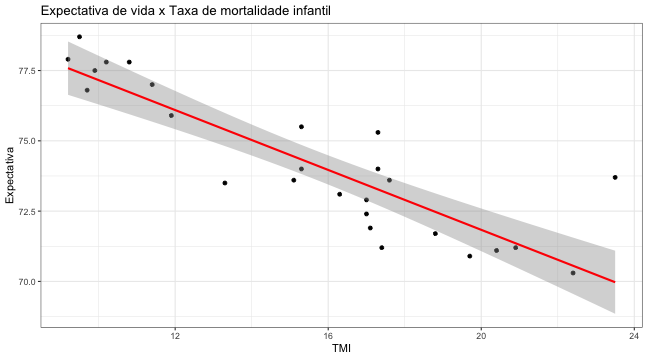 Expectativa de vida x Taxa de mortalidade infantil
77.5
75.0
72.5
70.0
Expectativa
12 16 20 24
TMI